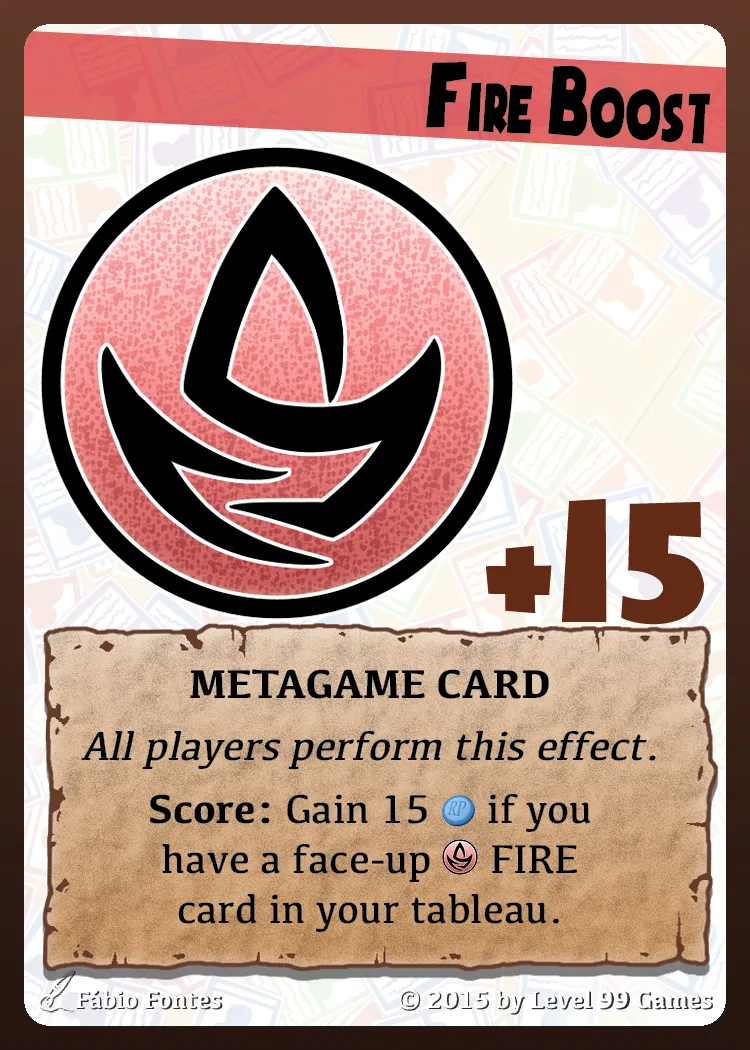 Fire Boost
+15
METAGAME CARD
All players perform this effect.
Score: Gain 15 RP if you
have a face-up FIRE
card in your tableau.
Fábio Fontes © 2015 by Level 99 Games